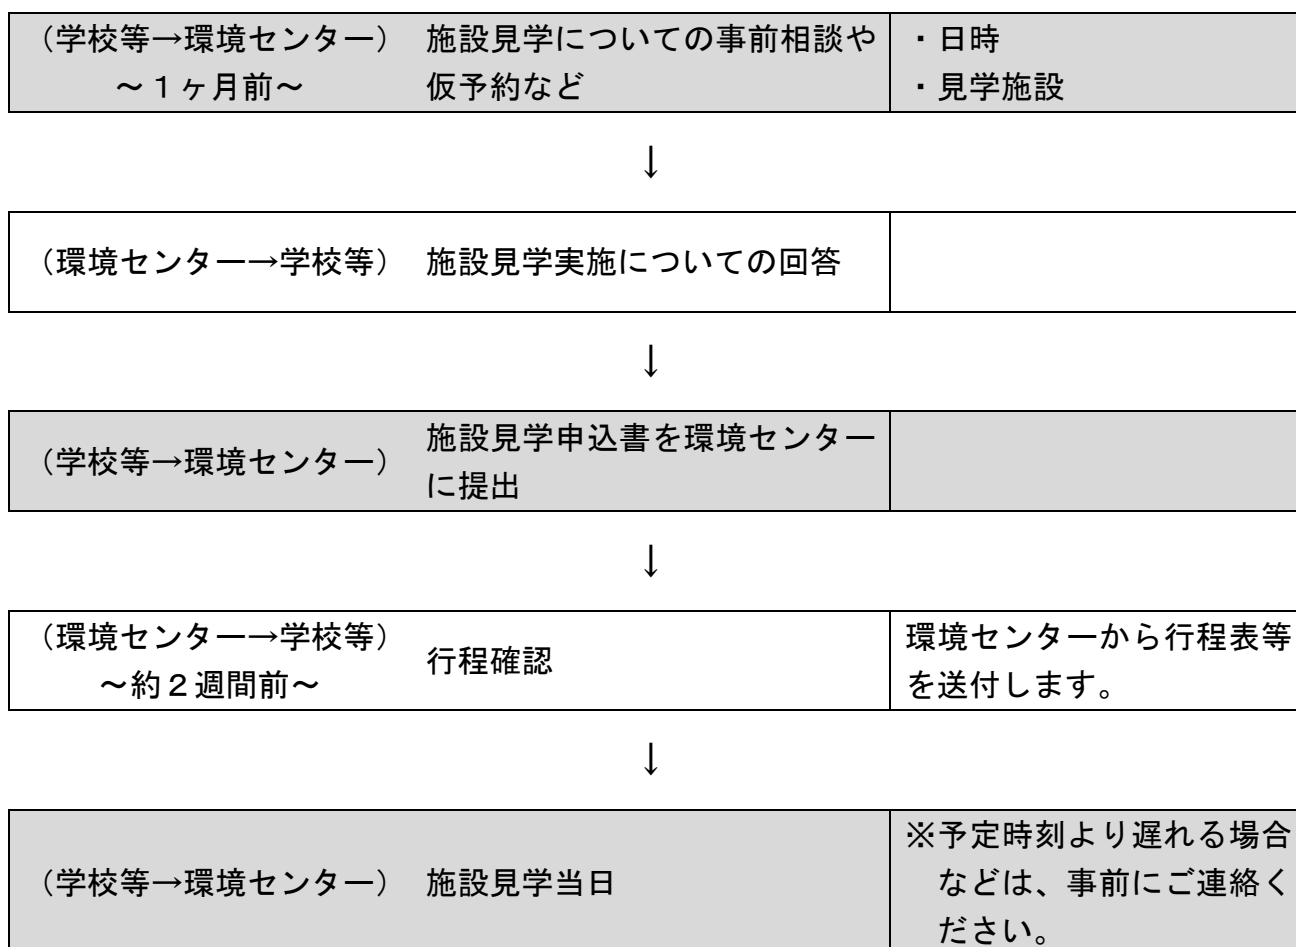 （学校等→環境センター） 施設見学についての事前相談や ・日時
～１ヶ月前～ 仮予約など ・見学施設
↓
（環境センター→学校等） 施設見学実施についての回答
↓
（学校等→環境センター） 施設見学申込書を環境センター
に提出
↓
（環境センター→学校等）
～約２週間前～
行程確認
環境センターから行程表等
を送付します。
↓
（学校等→環境センター） 施設見学当日
※予定時刻より遅れる場合
などは、事前にご連絡く
ださい。